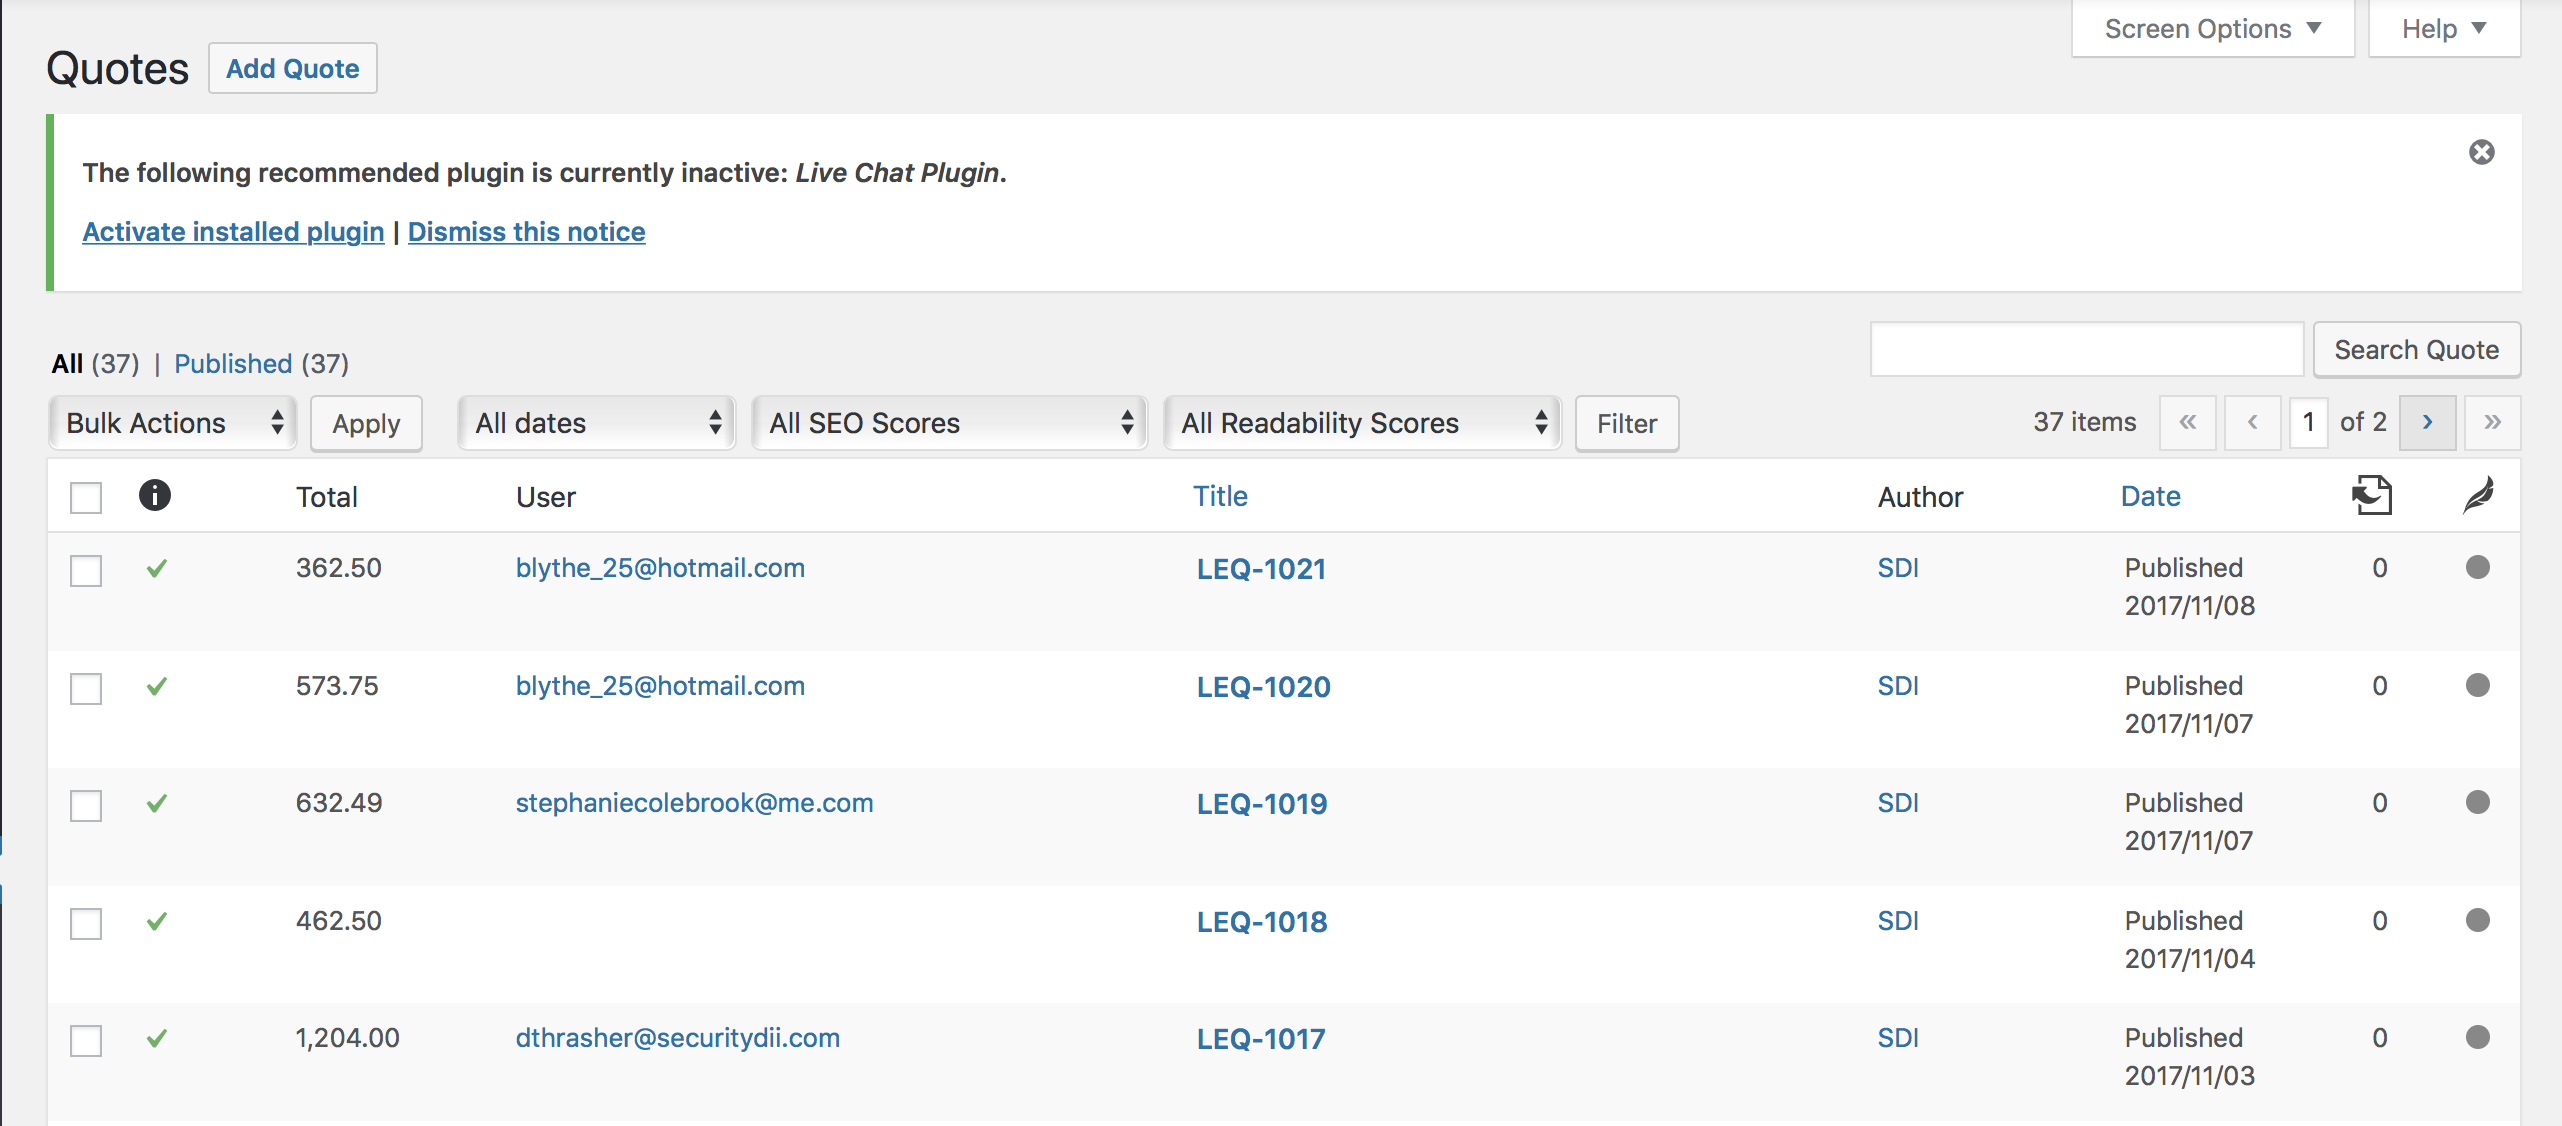 Screen Options Help
Quotes Add Quote
The following recommended plugin is currently inactive: Live Chat Plugin.
Activate installed plugin | Dismiss this notice
All (37) | Published (37)
Search Quote
Bulk Actions Apply All dates All SEO Scores All Readability Scores Filter 37 items « ‹ 1 of 2 › »
Total User Title Author Date
362.50 blythe_25@hotmail.com LEQ-1021 SDI Published 0
2017/11/08
573.75 blythe_25@hotmail.com LEQ-1020 SDI Published 0
2017/11/07
632.49 stephaniecolebrook@me.com LEQ-1019 SDI Published 0
2017/11/07
462.50 LEQ-1018 SDI Published 0
2017/11/04
1,204.00 dthrasher@securitydii.com LEQ-1017 SDI Published 0
2017/11/03